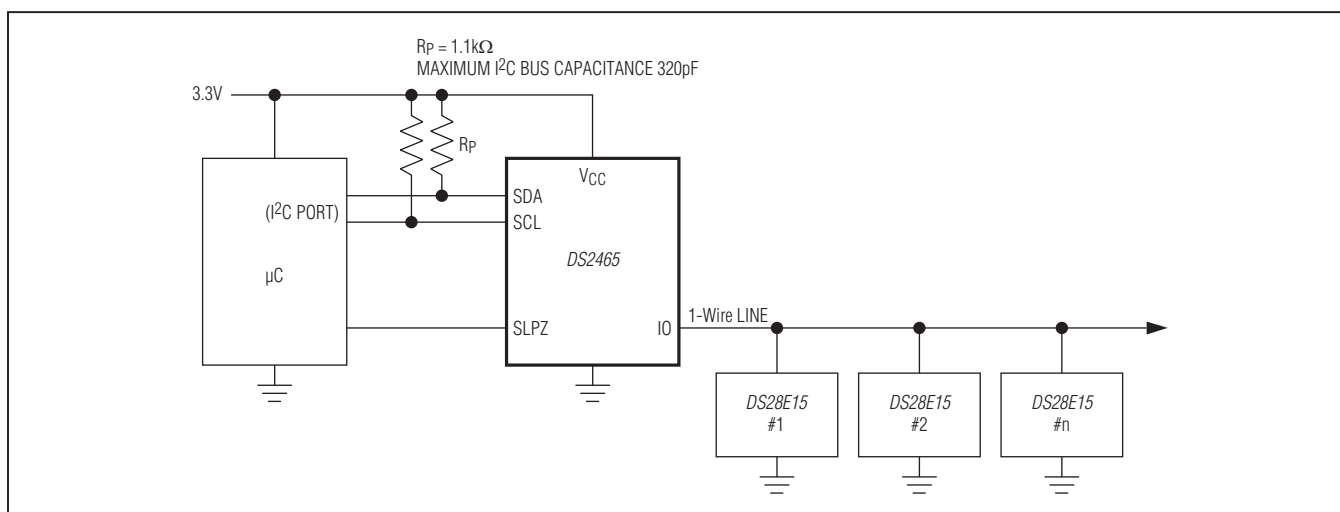 RP = 1.1kΩ
MAXIMUM I²C BUS CAPACITANCE 320pF
3.3V
RP
VCC
SDA
(I²C PORT)
SCL
DS2465
µC
1-Wire LINE
SLPZ
IO
DS28E15
#1
DS28E15
#2
DS28E15
#n